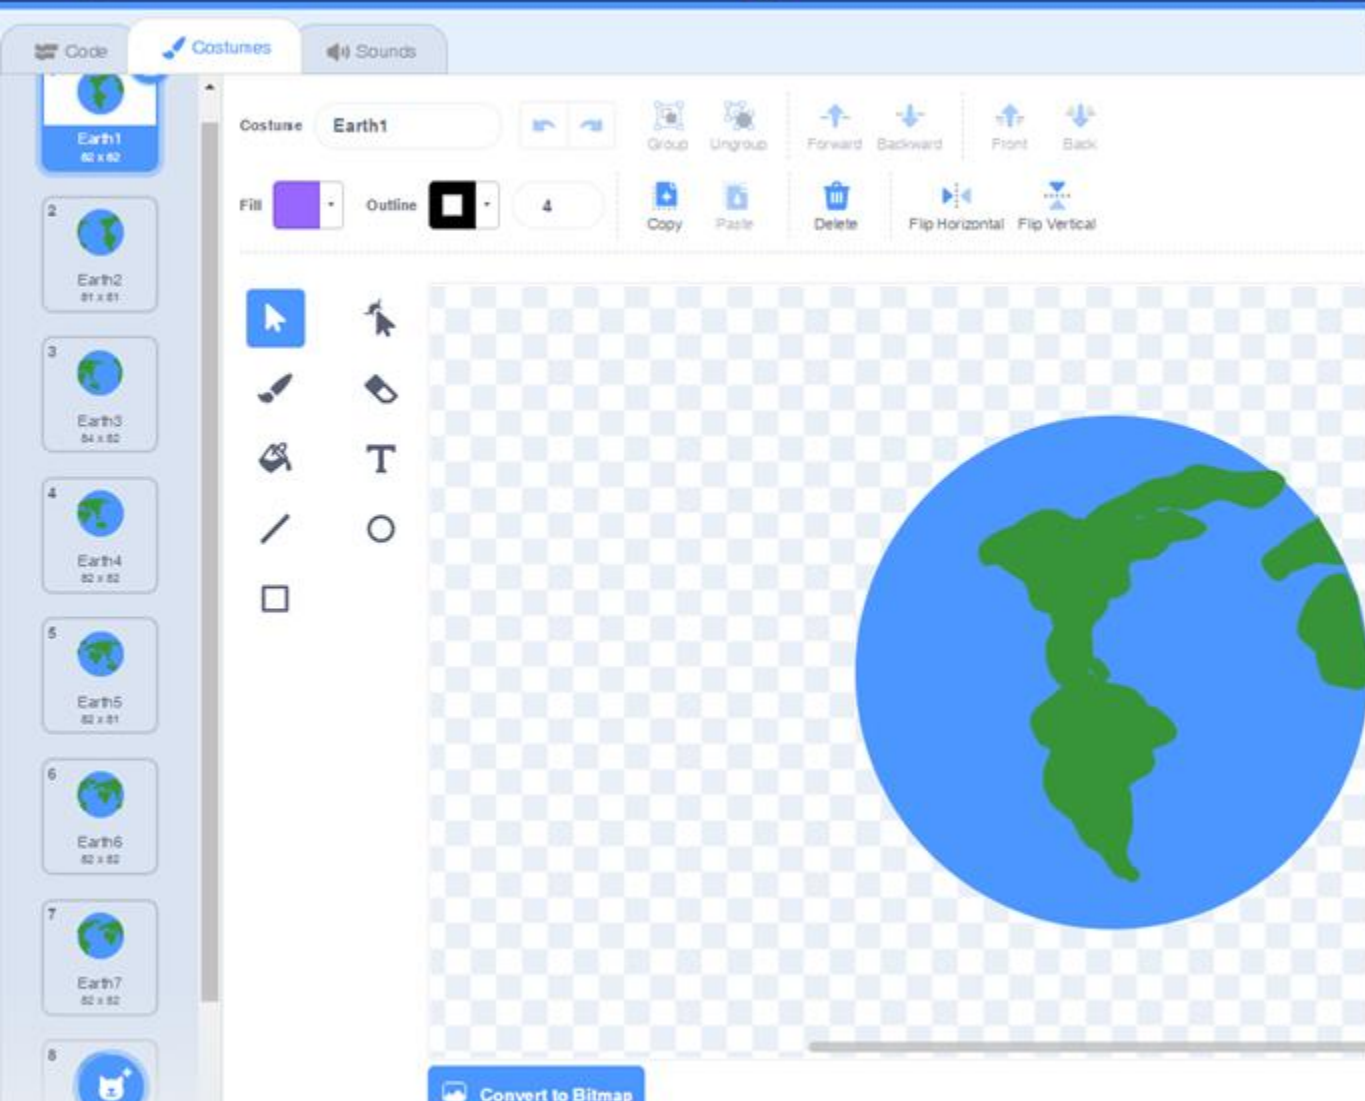 Code
Costumes
Sounds
Earth1
82 x 82
2
Earth2
81 x 81
3
Earth3
84 x 82
4
Earth4
82 x 82
5
Earth5
82 x 81
6
Earth6
82 x 82
7
Earth7
82 x 82
8
Costume
Earth1
Group
Ungroup
Forward
Backward
Front
Back
Fill
Outline
4
Copy
Paste
Delete
Flip Horizontal
Flip Vertical
T
Convert to Bitmap